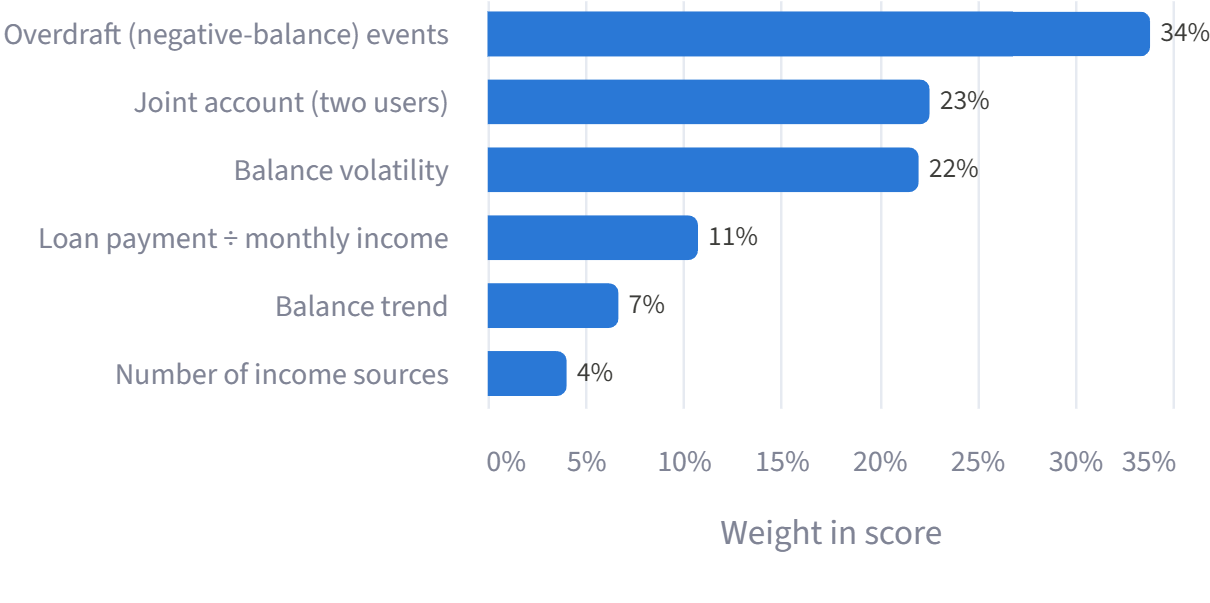 Overdraft (negative-balance) events 34%
Joint account (two users) 23%
Balance volatility 22%
Loan payment ÷ monthly income 11%
Balance trend 7%
Number of income sources 4%
0% 5% 10% 15% 20% 25% 30% 35%
Weight in score